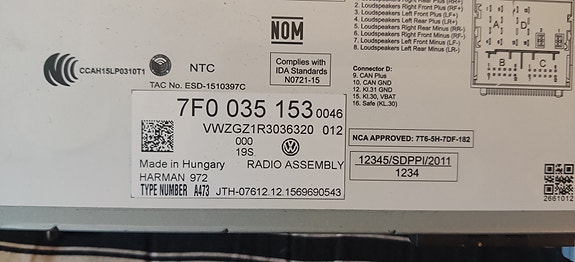 2. Loudspeakers Right Front Plus (RF+)
3. Loudspeakers Left Front Plus (LF+)
4. Loudspeakers Left Rear Plus (LR+)
5. Loudspeakers Right Rear Minus (RR-)
6. Loudspeakers Right Front Minus (RF-)
7. Loudspeakers Left Front Minus (LF-)
8. Loudspeakers Left Rear Minus (LR-)
Connector D:
9. CAN Plus
10. CAN GND
12. Kl.31 GND
15. Kl.30, VBAT
16. Safe (KL.30)
A
D
B
C
NOM
CCAH15LP0310T1
NTC
TAC No. ESD-1510397C
Complies with
IDA Standards
N0721-15
7F0 035 153 0046
VWZGZ1R3036320 012
000
19S
Made in Hungary RADIO ASSEMBLY
HARMAN 972
TYPE NUMBER A473 JTH-07612.12.1569690543
NCA APPROVED: 7T6-5H-7DF-182
12345/SDPPI/2011
1234
2661012